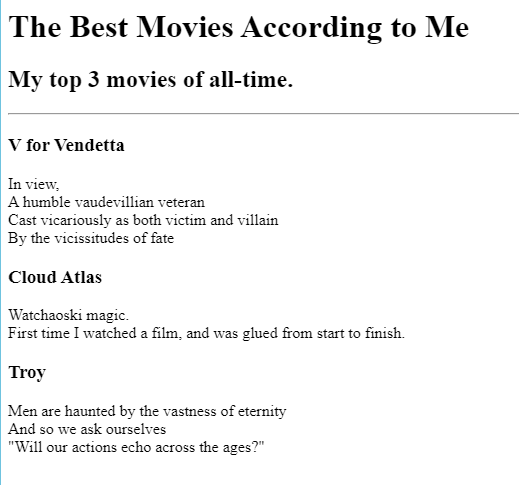 The Best Movies According to Me
My top 3 movies of all-time.
V for Vendetta
In view,
A humble vaudevillian veteran
Cast vicariously as both victim and villain
By the vicissitudes of fate
Cloud Atlas
Watchaoski magic.
First time I watched a film, and was glued from start to finish.
Troy
Men are haunted by the vastness of eternity
And so we ask ourselves
"Will our actions echo across the ages?"